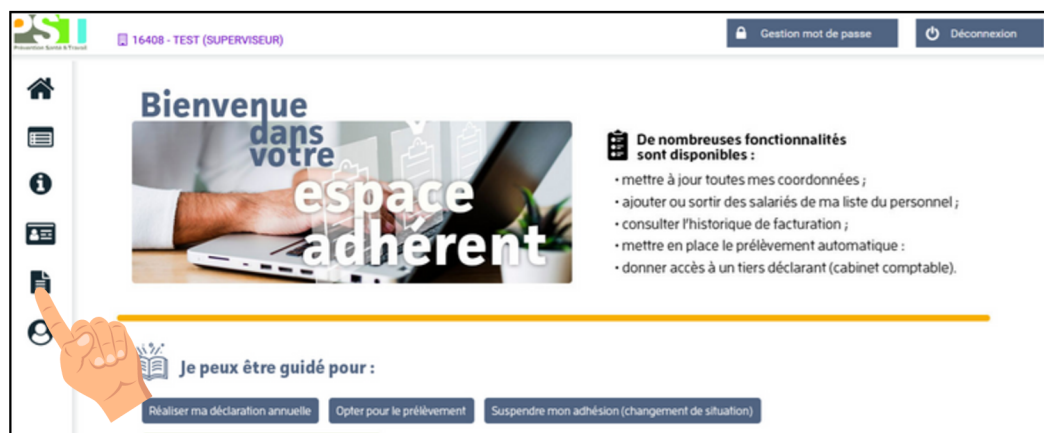 PSTI
Prévention Santé & Travail
16408 - TEST (SUPERVISEUR)
Gestion mot de passe
Déconnexion
Bienvenue
dans
votre
espace
adhérent
De nombreuses fonctionnalités
sont disponibles :
• mettre à jour toutes mes coordonnées ;
• ajouter ou sortir des salariés de ma liste du personnel ;
• consulter l'historique de facturation ;
• mettre en place le prélèvement automatique :
• donner accès à un tiers déclarant (cabinet comptable).
Je peux être guidé pour :
Réaliser ma déclaration annuelle
Opter pour le prélèvement
Suspendre mon adhésion (changement de situation)